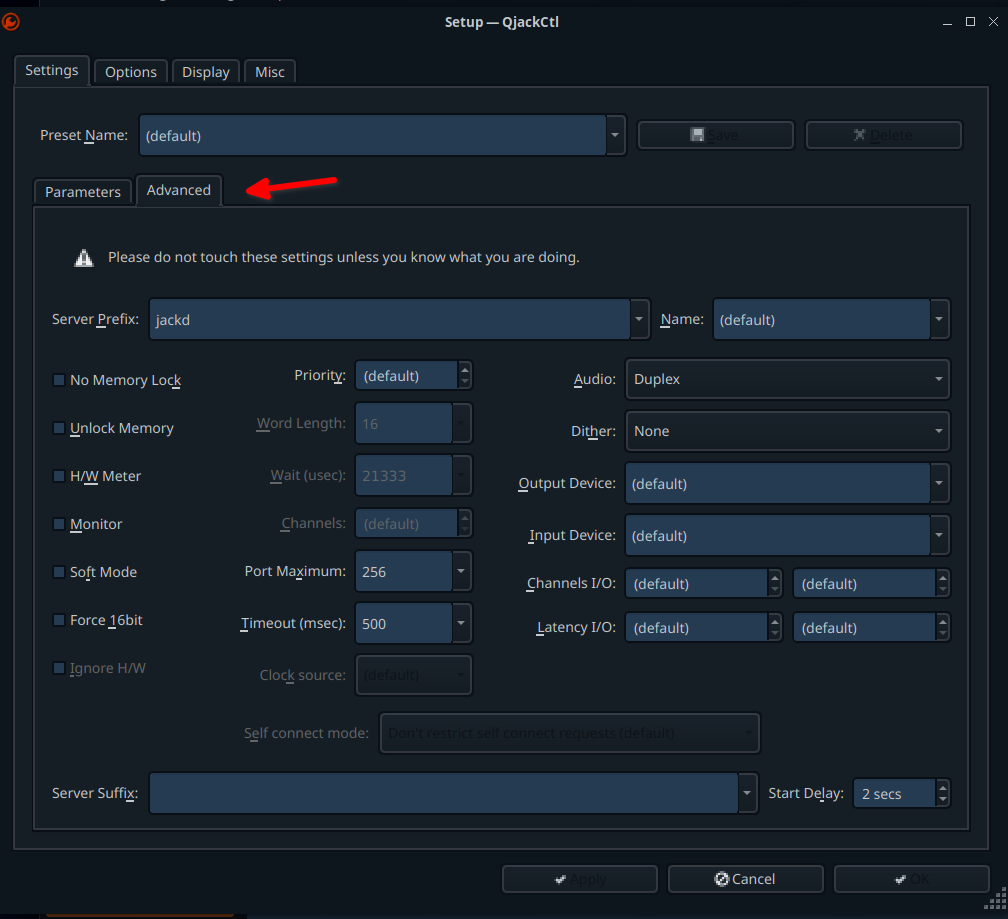 Setup — QjackCtl
Settings Options Display Misc
Preset Name: (default) Save Delete
Parameters Advanced
Please do not touch these settings unless you know what you are doing.
Server Prefix: jackd Name: (default)
No Memory Lock Priority: (default) Audio: Duplex
Unlock Memory Word Length: 16 Dither: None
H/W Meter Wait (usec): 21333 Output Device: (default)
Monitor Channels: (default) Input Device: (default)
Soft Mode Port Maximum: 256 Channels I/O: (default) (default)
Force 16bit Timeout (msec): 500 Latency I/O: (default) (default)
Ignore H/W Clock source: (default)
Self connect mode: Don't restrict self connect requests (default)
Server Suffix: Start Delay: 2 secs
Apply Cancel OK